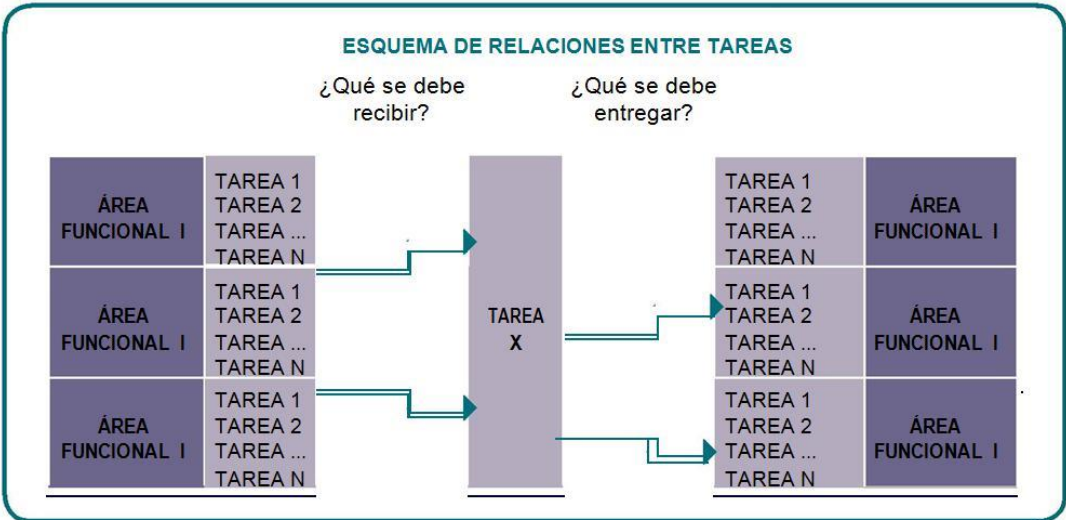 ESQUEMA DE RELACIONES ENTRE TAREAS
¿Qué se debe
recibir?
¿Qué se debe
entregar?
ÁREA
FUNCIONAL I
TAREA 1
TAREA 2
TAREA ...
TAREA N
ÁREA
FUNCIONAL I
TAREA 1
TAREA 2
TAREA ...
TAREA N
ÁREA
FUNCIONAL I
TAREA 1
TAREA 2
TAREA ...
TAREA N
TAREA
X
TAREA 1
TAREA 2
TAREA ...
TAREA N
ÁREA
FUNCIONAL I
TAREA 1
TAREA 2
TAREA ...
TAREA N
ÁREA
FUNCIONAL I
TAREA 1
TAREA 2
TAREA ...
TAREA N
ÁREA
FUNCIONAL I